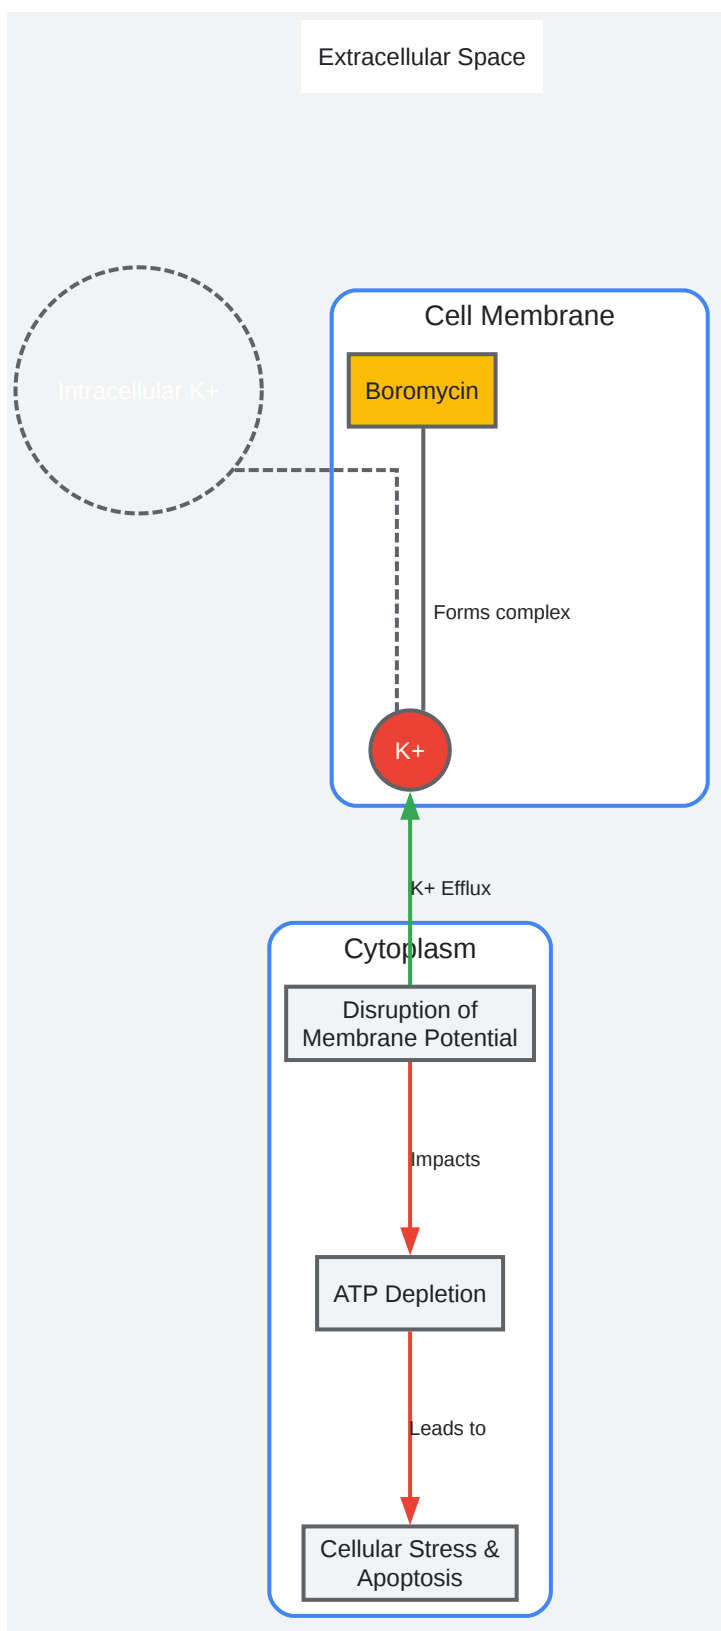 Extracellular Space
Cell Membrane
Boromycin
Intracellular K+
Forms complex
K+
K+ Efflux
Cytoplasm
Disruption of
Membrane Potential
Impacts
ATP Depletion
Leads to
Cellular Stress &
Apoptosis